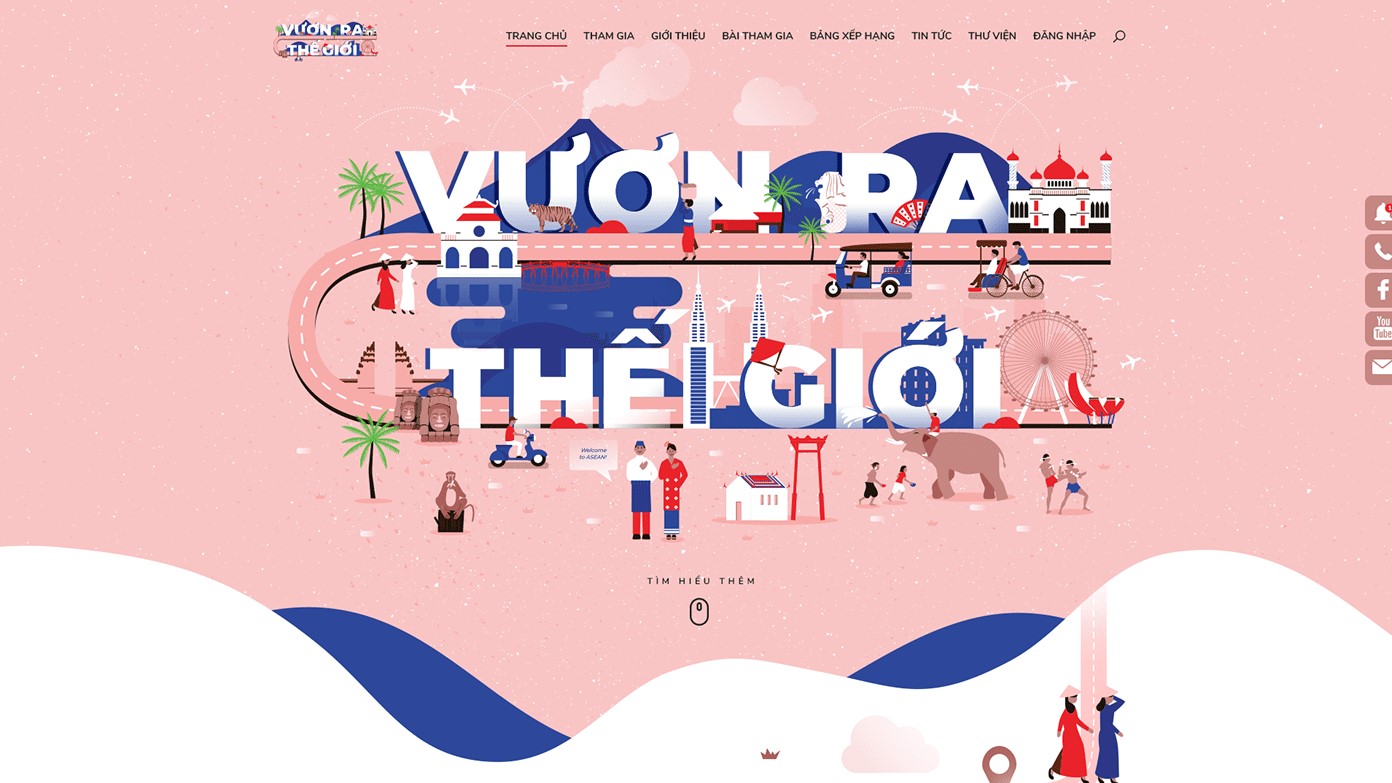 VƯƠN RA
THẾ GIỚI
TRANG CHỦ THAM GIA GIỚI THIỆU BÀI THAM GIA BẢNG XẾP HẠNG TIN TỨC THƯ VIỆN ĐĂNG NHẬP
VƯƠN RA
THẾ GIỚI
1
You
Tube
Welcome
to ASEAN!
TÌM HIỂU THÊM